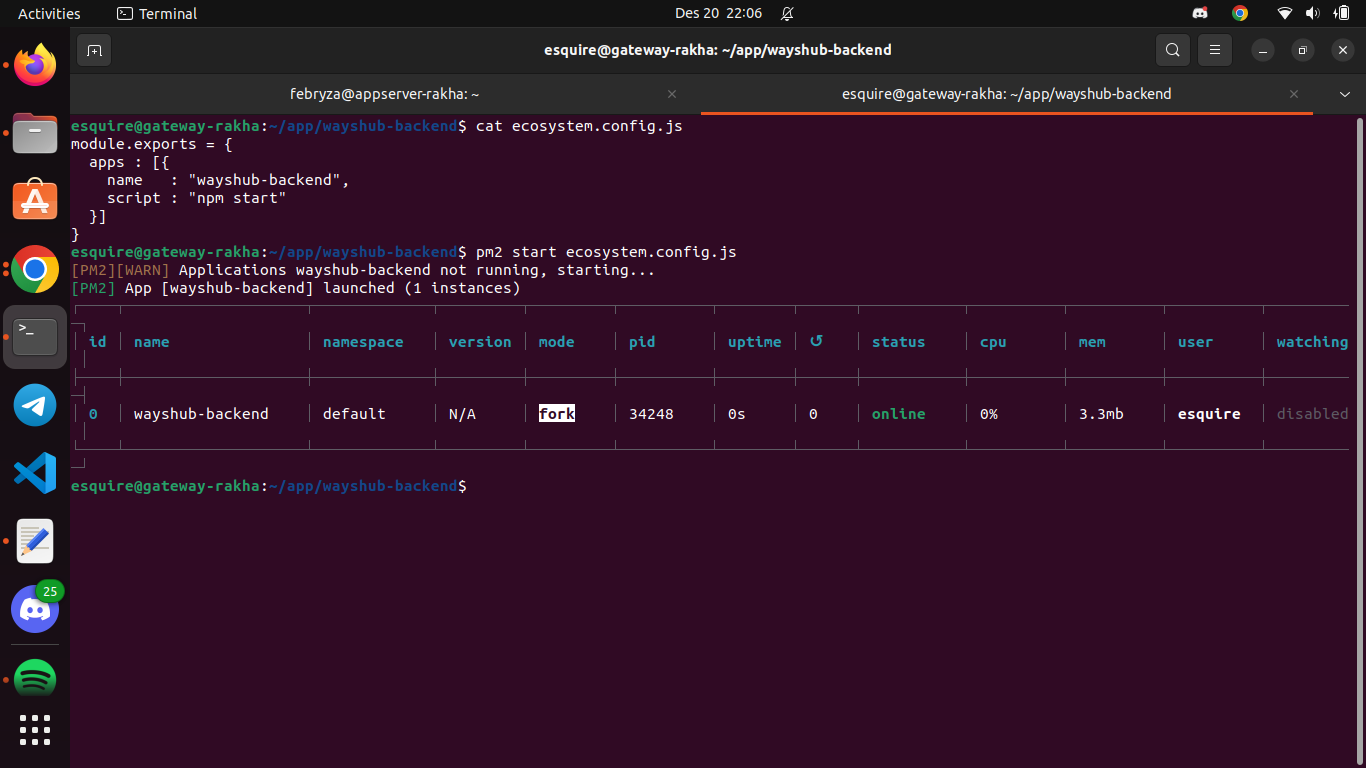 Activities
Terminal
Des 20 22:06
esquire@gateway-rakha: ~/app/wayshub-backend
febryza@appserver-rakha: ~
esquire@gateway-rakha: ~/app/wayshub-backend
esquire@gateway-rakha:~/app/wayshub-backend$ cat ecosystem.config.js
module.exports = {
  apps : [{
    name   : "wayshub-backend",
    script : "npm start"
  }]
}
esquire@gateway-rakha:~/app/wayshub-backend$ pm2 start ecosystem.config.js
[PM2][WARN] Applications wayshub-backend not running, starting...
[PM2] App [wayshub-backend] launched (1 instances)
id │ name │ namespace │ version │ mode │ pid │ uptime │ ↺ │ status │ cpu │ mem │ user │ watching
0 │ wayshub-backend │ default │ N/A │ fork │ 34248 │ 0s │ 0 │ online │ 0% │ 3.3mb │ esquire │ disabled
esquire@gateway-rakha:~/app/wayshub-backend$
25